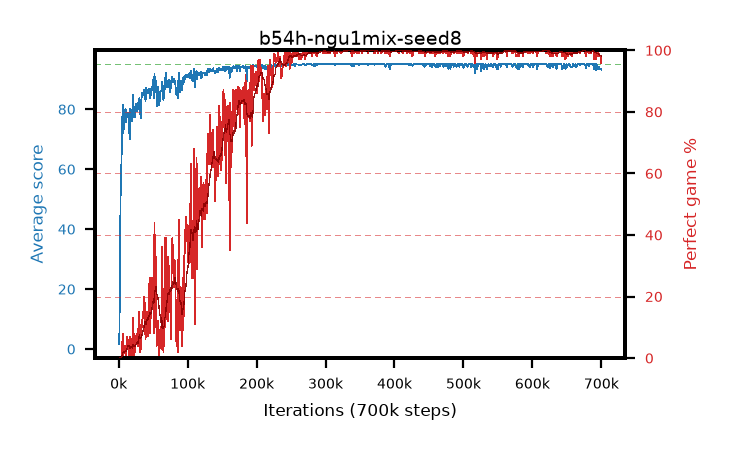 b54h-ngu1mix-seed8
100
80
80
60
60
40
40
20
20
0
0
Average score
Perfect game %
0k 100k 200k 300k 400k 500k 600k 700k
Iterations (700k steps)